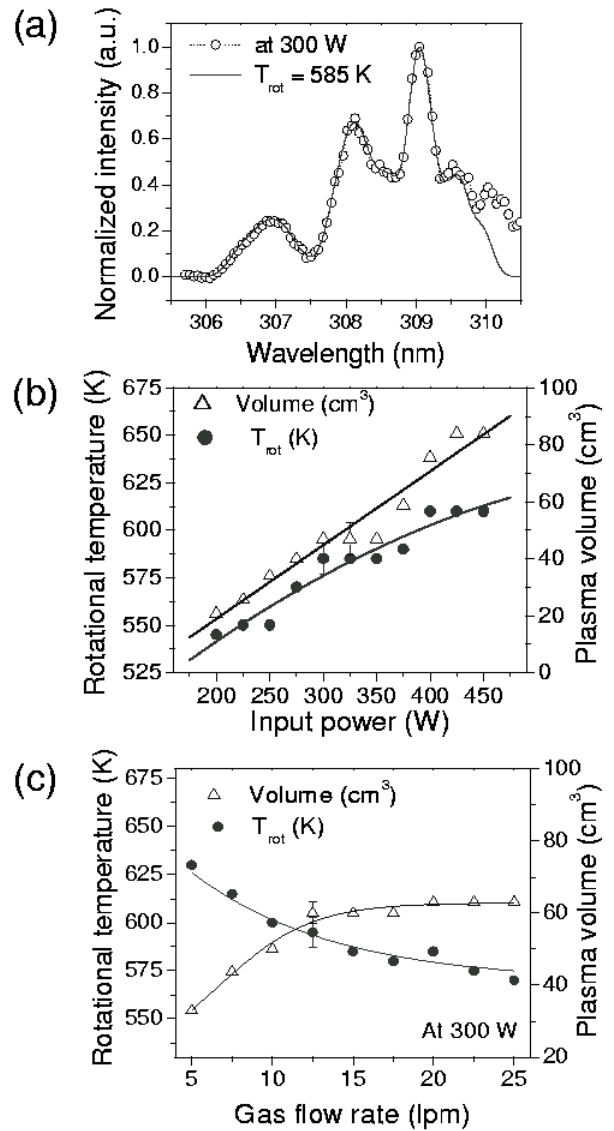 (a)
at 300 W
T_rot = 585 K
Normalized intensity (a.u.)
1.0
0.8
0.6
0.4
0.2
0.0
306 307 308 309 310
Wavelength (nm)
(b)
Volume (cm³)
T_rot (K)
Rotational temperature (K)
675
650
625
600
575
550
525
Plasma volume (cm³)
100
80
60
40
20
0
200 250 300 350 400 450
Input power (W)
(c)
Volume (cm³)
T_rot (K)
Rotational temperature (K)
675
650
625
600
575
550
Plasma volume (cm³)
100
80
60
40
20
At 300 W
5 10 15 20 25
Gas flow rate (lpm)